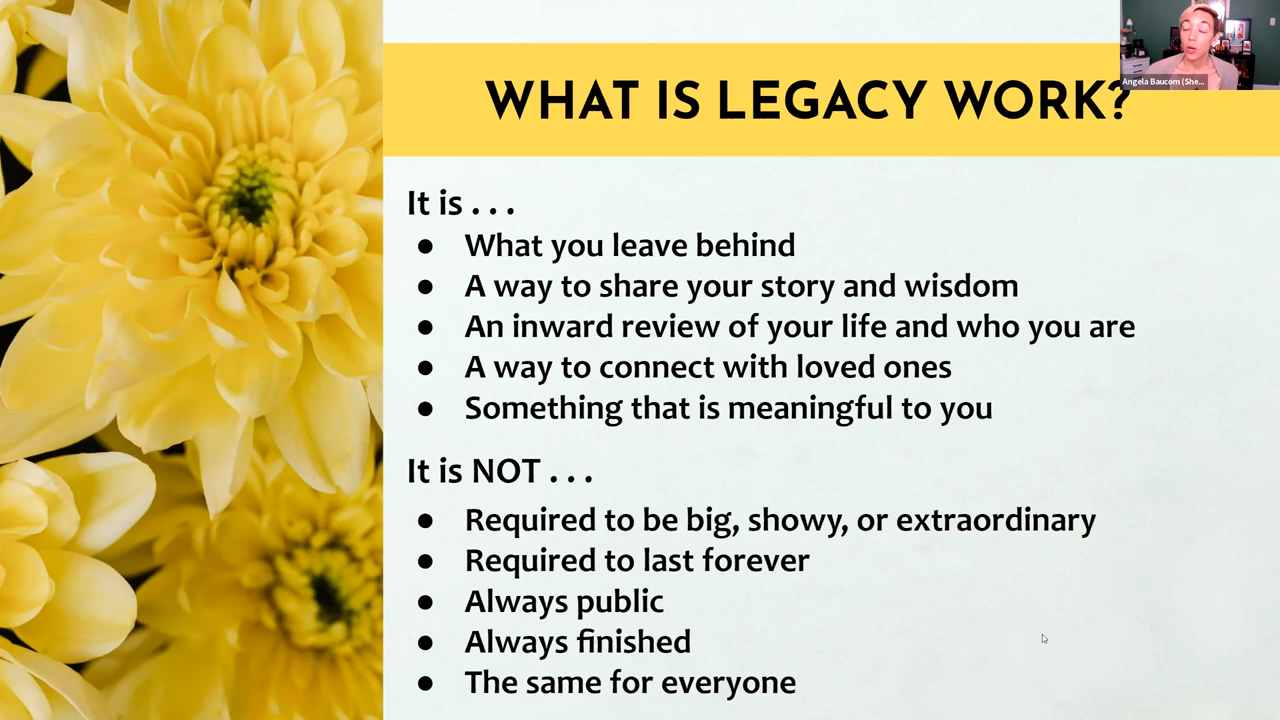 WHAT IS LEGACY WORK?
Angela Baucom (She...
It is . . .
● What you leave behind
● A way to share your story and wisdom
● An inward review of your life and who you are
● A way to connect with loved ones
● Something that is meaningful to you
It is NOT . . .
● Required to be big, showy, or extraordinary
● Required to last forever
● Always public
● Always finished
● The same for everyone